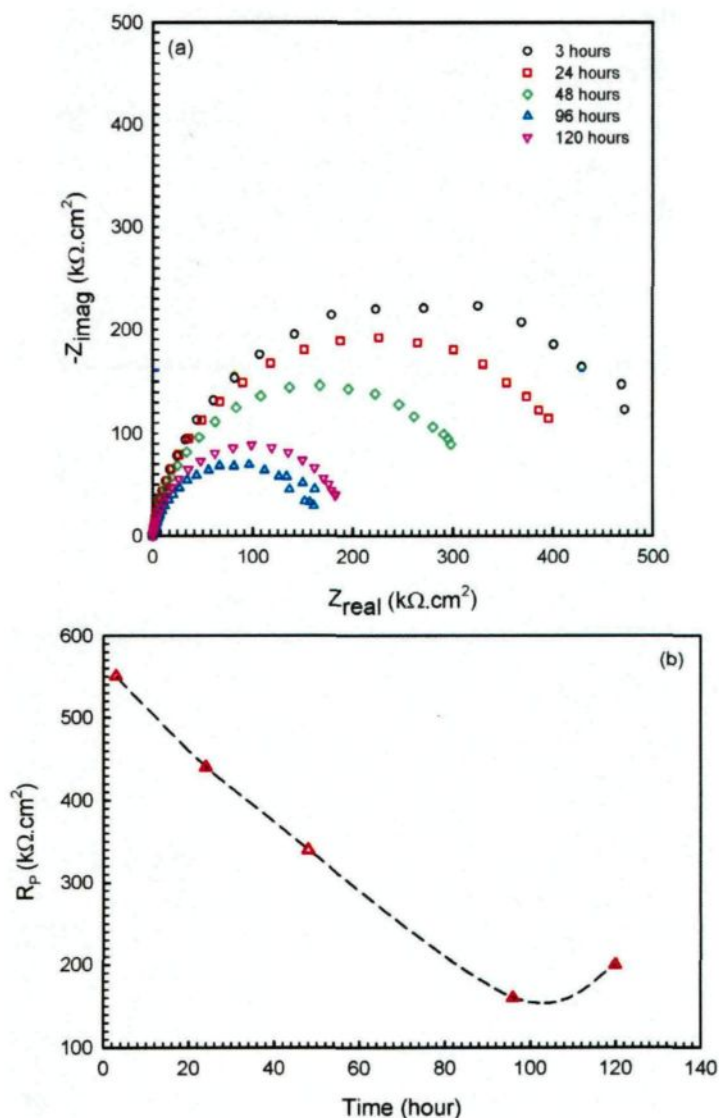 500
(a)
3 hours
24 hours
48 hours
96 hours
120 hours
400
300
200
100
0
-Zimag (kΩ.cm²)
0 100 200 300 400 500
Zreal (kΩ.cm²)
600
(b)
500
400
300
200
100
RP (kΩ.cm²)
0 20 40 60 80 100 120 140
Time (hour)